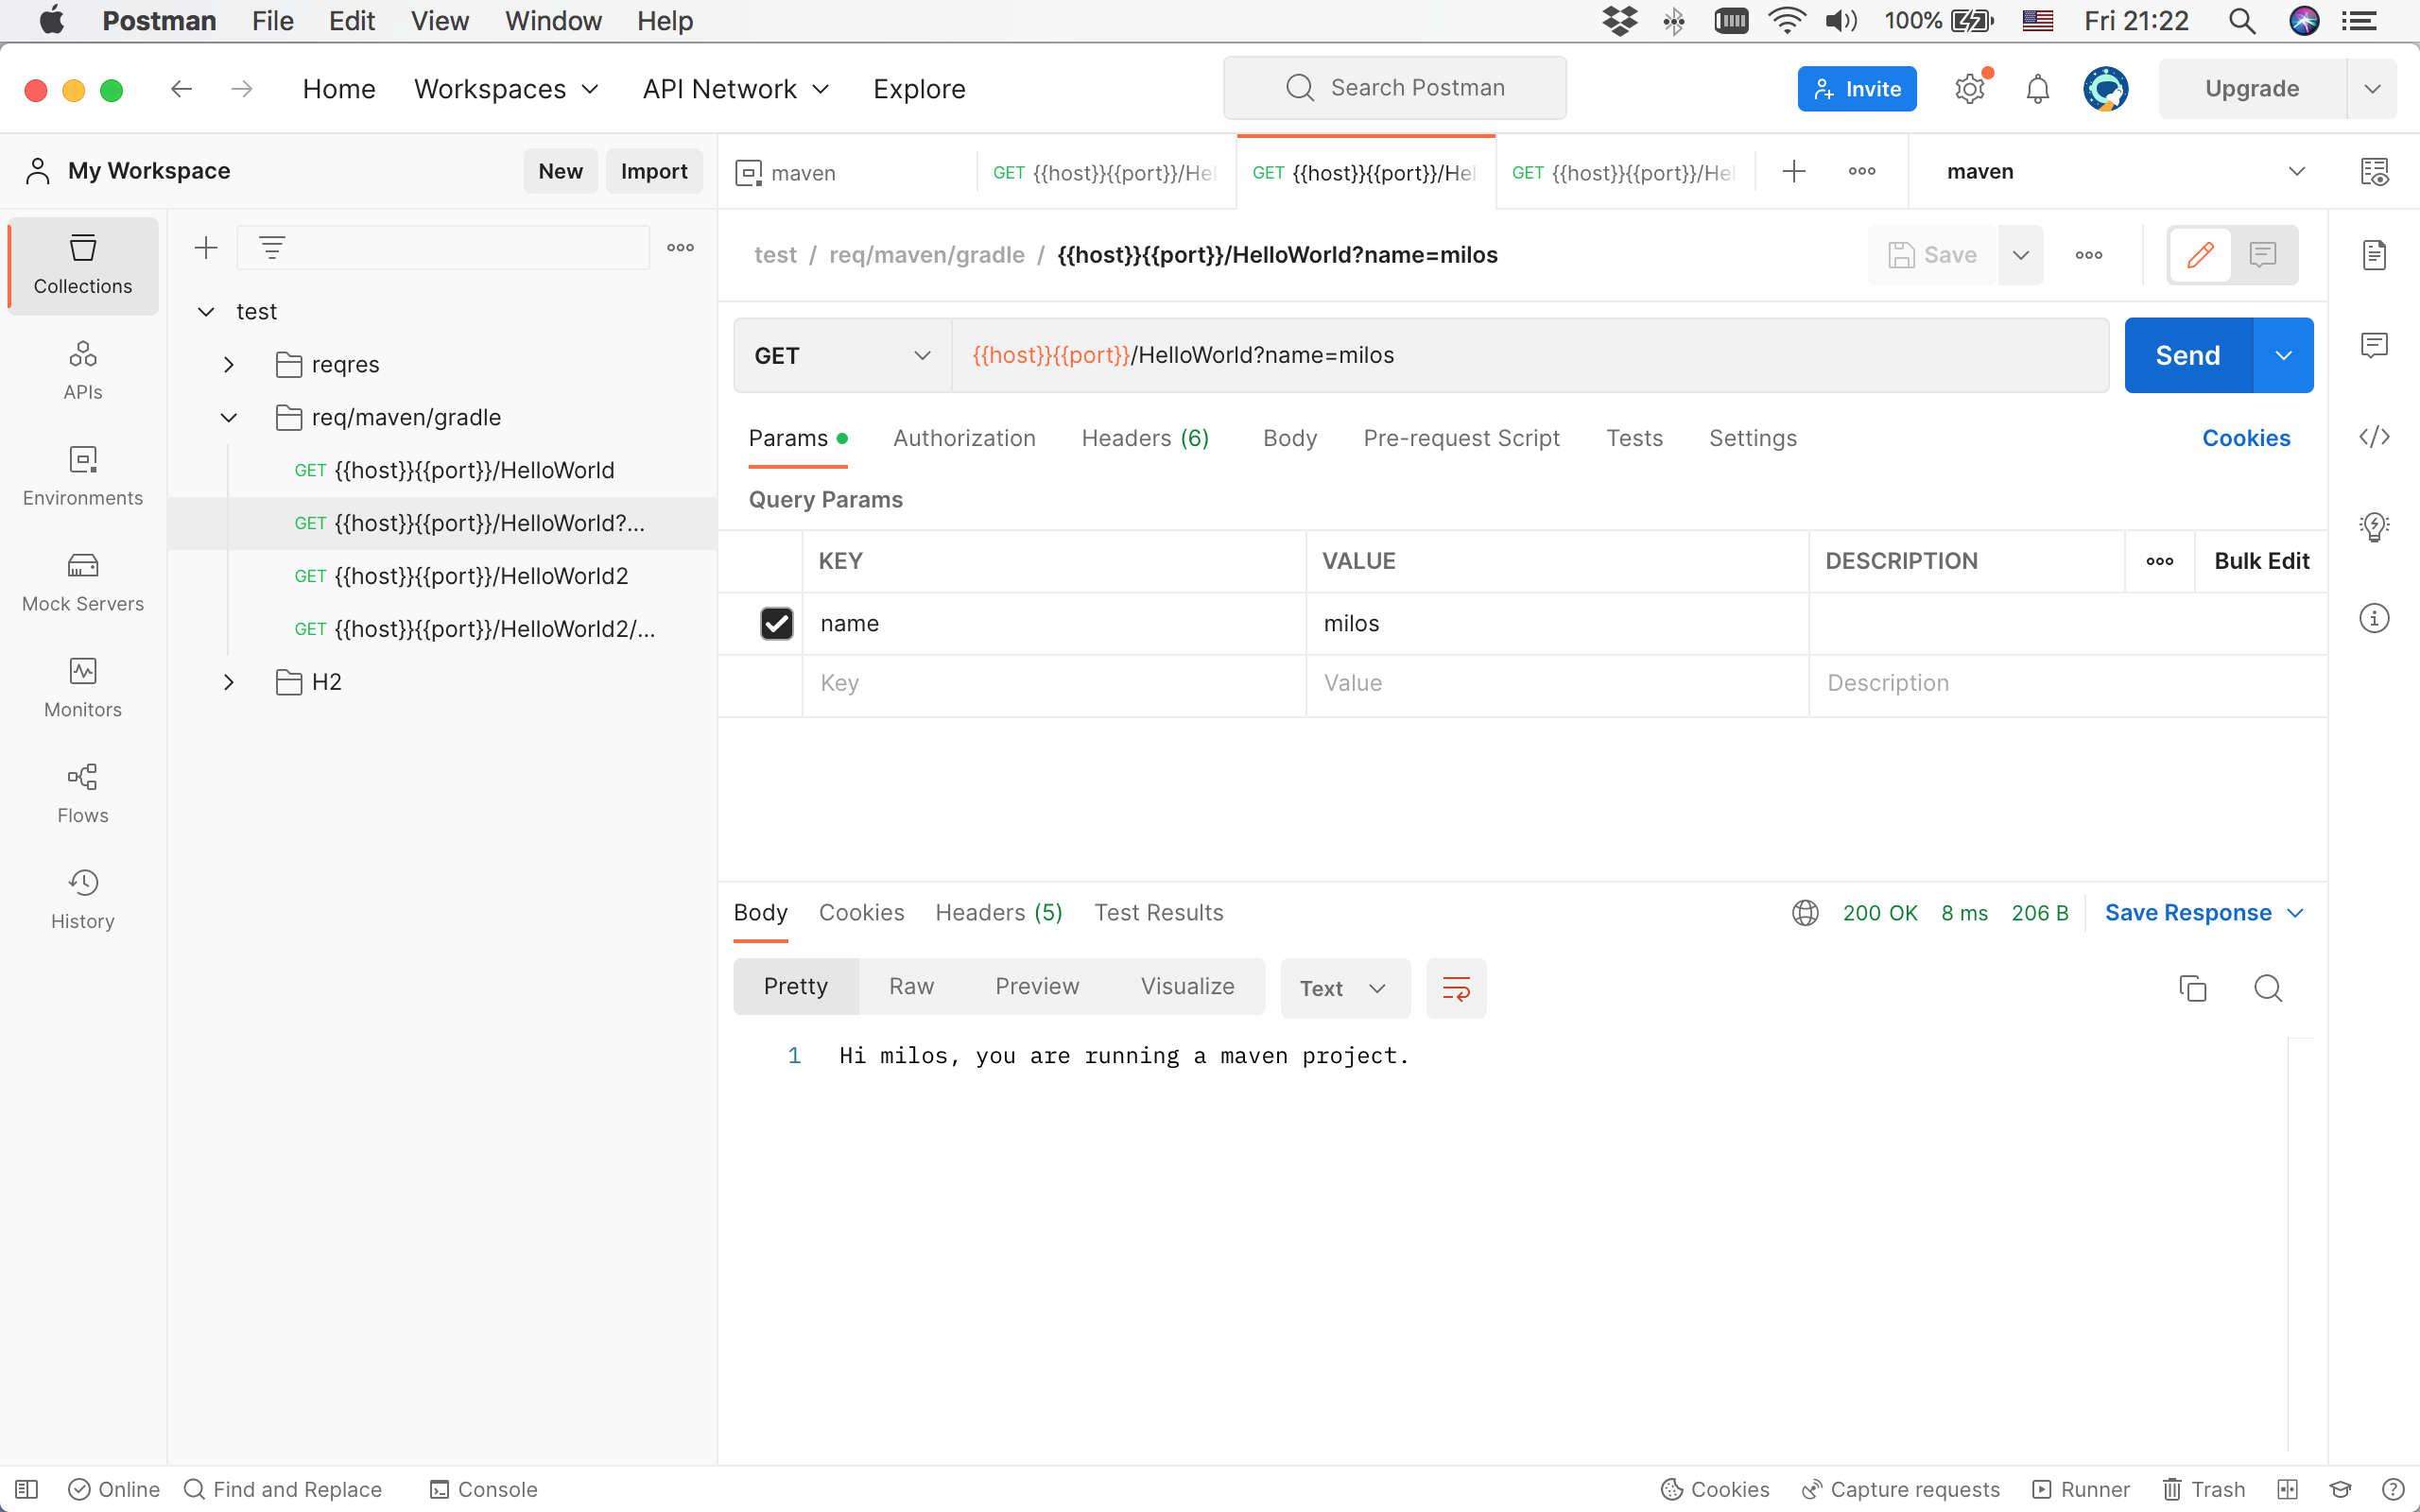 Postman File Edit View Window Help 100% Fri 21:22
Home Workspaces API Network Explore Search Postman Invite Upgrade
My Workspace New Import maven GET {{host}}{{port}}/Hel GET {{host}}{{port}}/Hel GET {{host}}{{port}}/Hel maven
Collections
APIs
Environments
Mock Servers
Monitors
Flows
History
test
reqres
req/maven/gradle
GET {{host}}{{port}}/HelloWorld
GET {{host}}{{port}}/HelloWorld?...
GET {{host}}{{port}}/HelloWorld2
GET {{host}}{{port}}/HelloWorld2/...
H2
test / req/maven/gradle / {{host}}{{port}}/HelloWorld?name=milos Save
GET {{host}}{{port}}/HelloWorld?name=milos Send
Params Authorization Headers (6) Body Pre-request Script Tests Settings Cookies
Query Params
KEY VALUE DESCRIPTION Bulk Edit
name milos
Key Value Description
Body Cookies Headers (5) Test Results 200 OK 8 ms 206 B Save Response
Pretty Raw Preview Visualize Text
1 Hi milos, you are running a maven project.
Online Find and Replace Console Cookies Capture requests Runner Trash